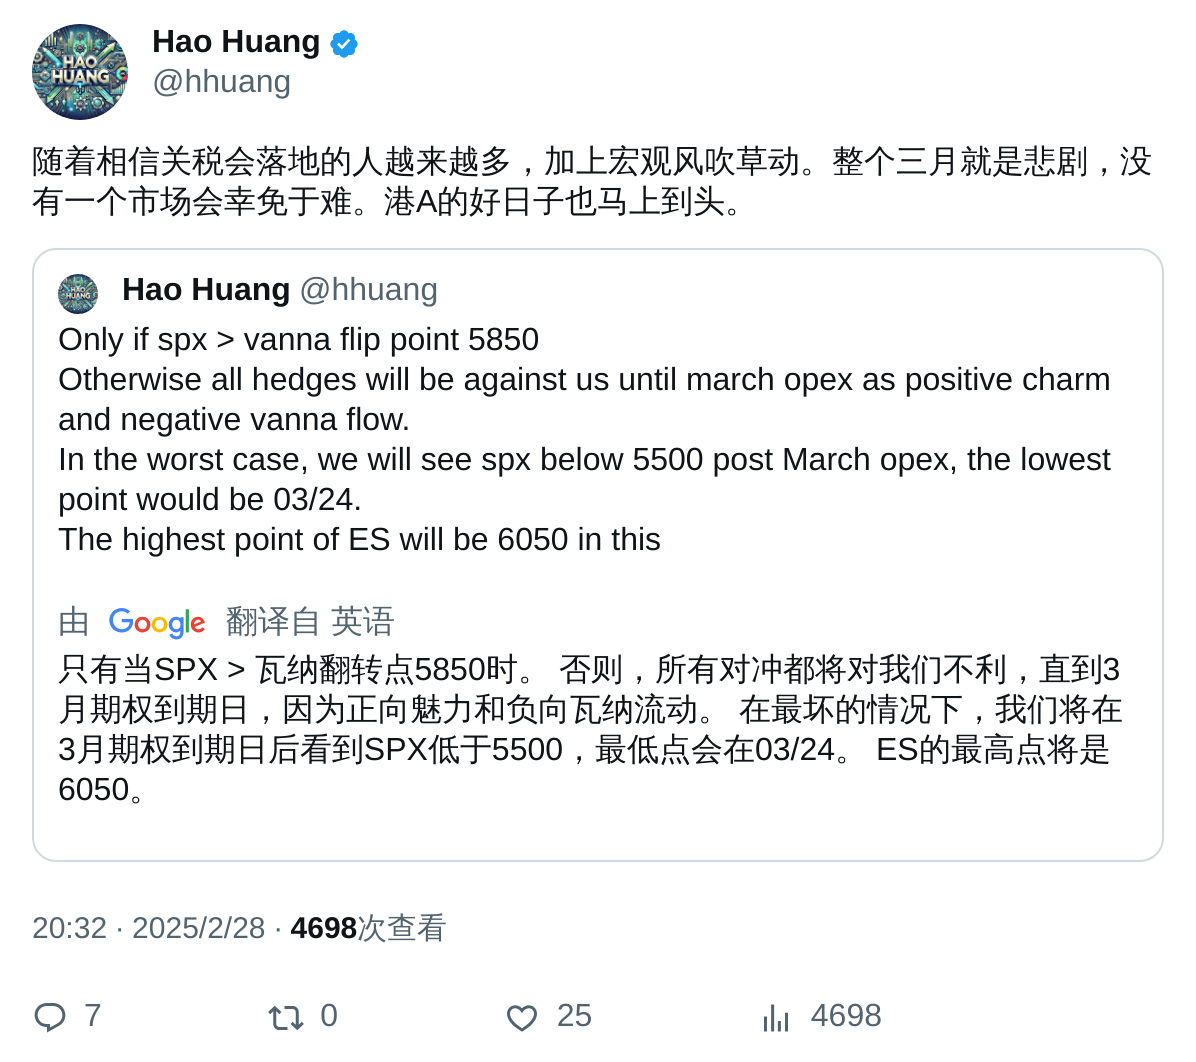 HAO
HUANG
Hao Huang
@hhuang
随着相信关税会落地的人越来越多，加上宏观风吹草动。整个三月就是悲剧，没
有一个市场会幸免于难。港A的好日子也马上到头。
HAO
HUANG
Hao Huang @hhuang
Only if spx > vanna flip point 5850
Otherwise all hedges will be against us until march opex as positive charm
and negative vanna flow.
In the worst case, we will see spx below 5500 post March opex, the lowest
point would be 03/24.
The highest point of ES will be 6050 in this
由 Google 翻译自 英语
只有当SPX > 瓦纳翻转点5850时。 否则，所有对冲都将对我们不利，直到3
月期权到期日，因为正向魅力和负向瓦纳流动。 在最坏的情况下，我们将在
3月期权到期日后看到SPX低于5500，最低点会在03/24。 ES的最高点将是
6050。
20:32 · 2025/2/28 · 4698次查看
7 0 25 4698